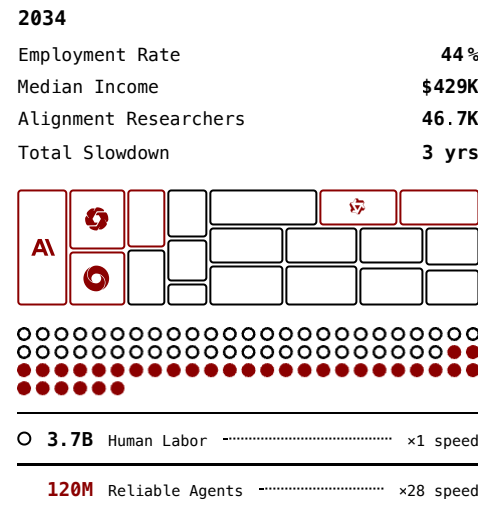 2034
Employment Rate 44%
Median Income $429K
Alignment Researchers 46.7K
Total Slowdown 3 yrs
A\
3.7B Human Labor ×1 speed
120M Reliable Agents ×28 speed